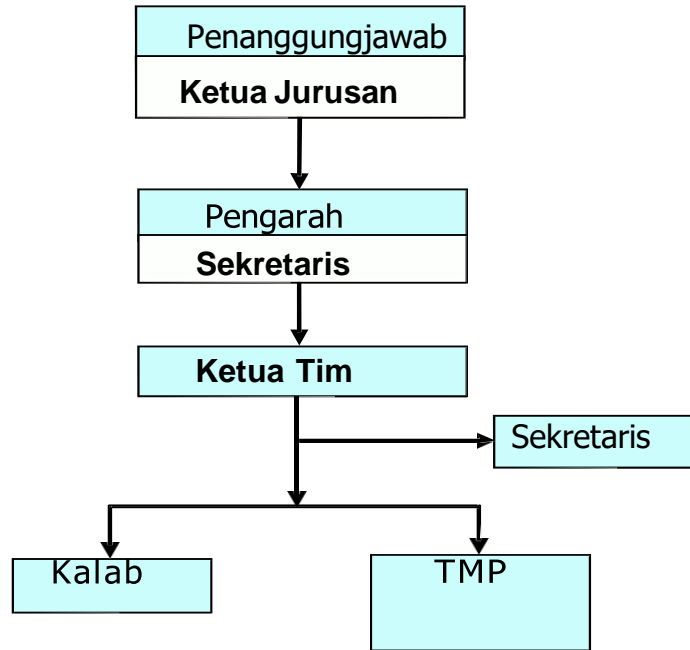 Penanggungjawab
Ketua Jurusan
Pengarah
Sekretaris
Ketua Tim
Sekretaris
Kalab
TMP